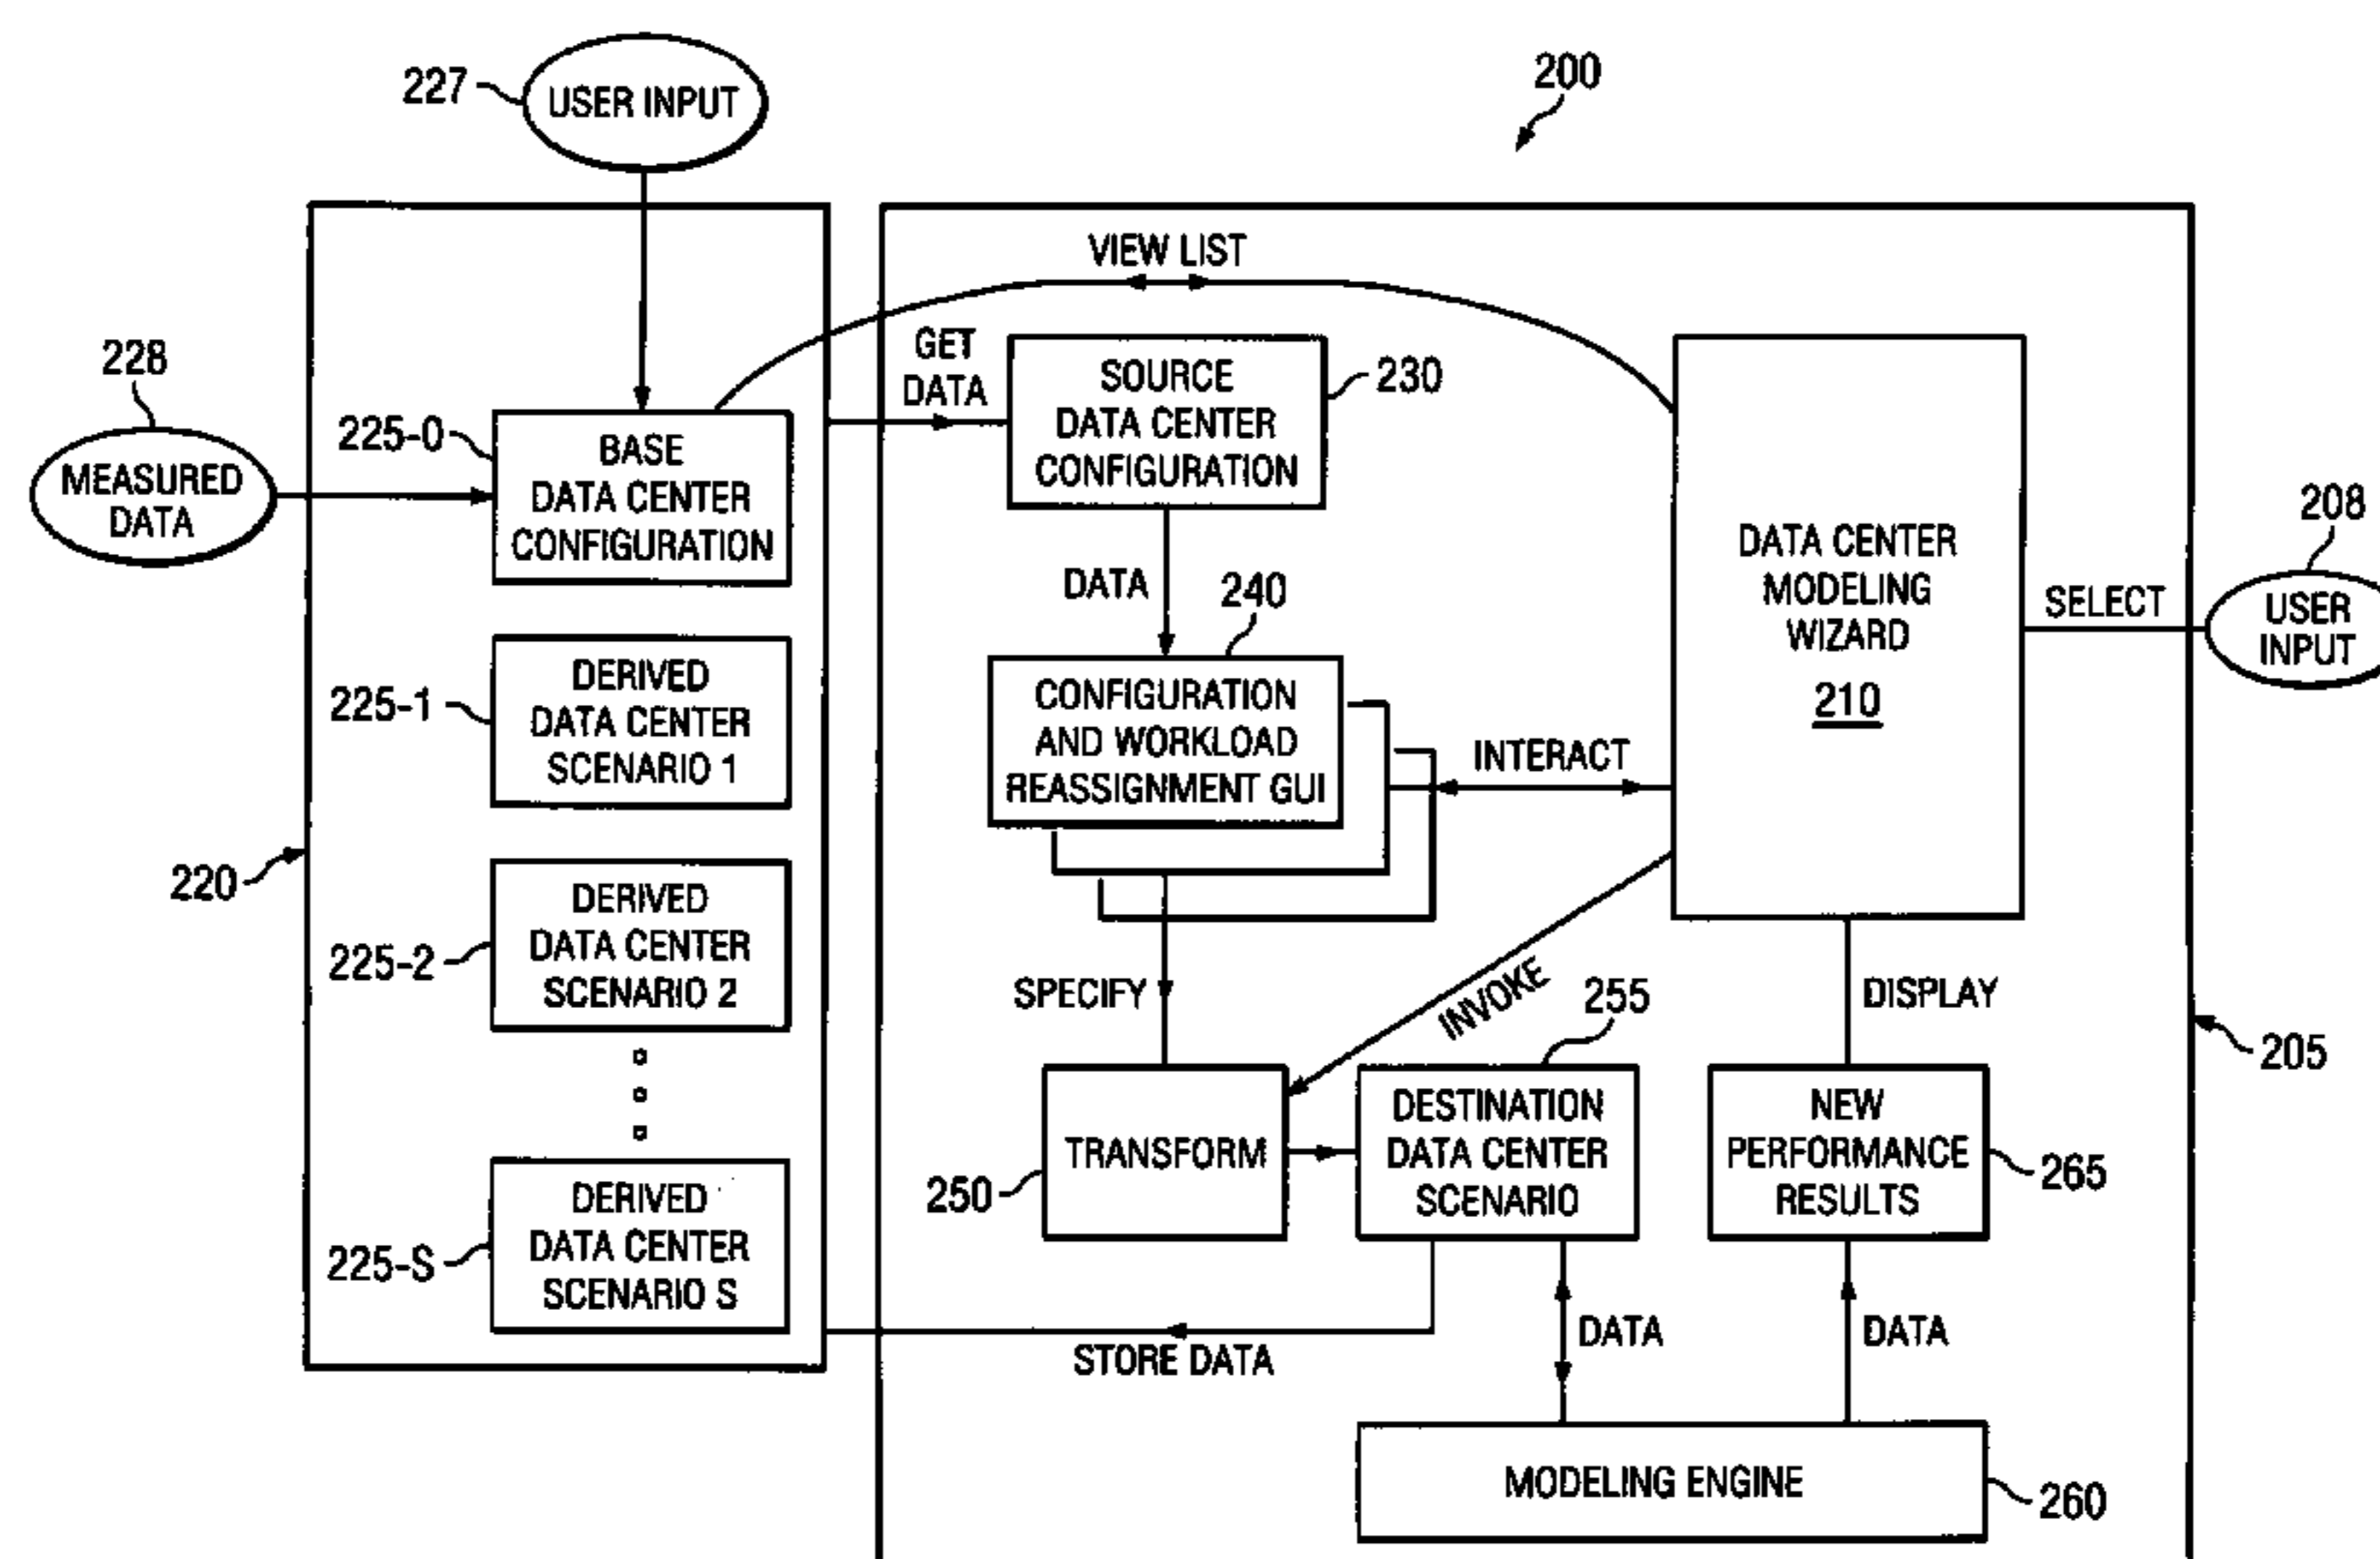 200
227
USER INPUT
228
MEASURED
DATA
220
225-0
BASE
DATA CENTER
CONFIGURATION
225-1
DERIVED
DATA CENTER
SCENARIO 1
225-2
DERIVED
DATA CENTER
SCENARIO 2
225-S
DERIVED
DATA CENTER
SCENARIO S
VIEW LIST
GET
DATA
SOURCE
DATA CENTER
CONFIGURATION
230
DATA
240
CONFIGURATION
AND WORKLOAD
REASSIGNMENT GUI
INTERACT
DATA CENTER
MODELING
WIZARD
210
SELECT
208
USER
INPUT
SPECIFY
INVOKE
255
DISPLAY
205
250
TRANSFORM
DESTINATION
DATA CENTER
SCENARIO
NEW
PERFORMANCE
RESULTS
265
STORE DATA
DATA
DATA
MODELING ENGINE
260